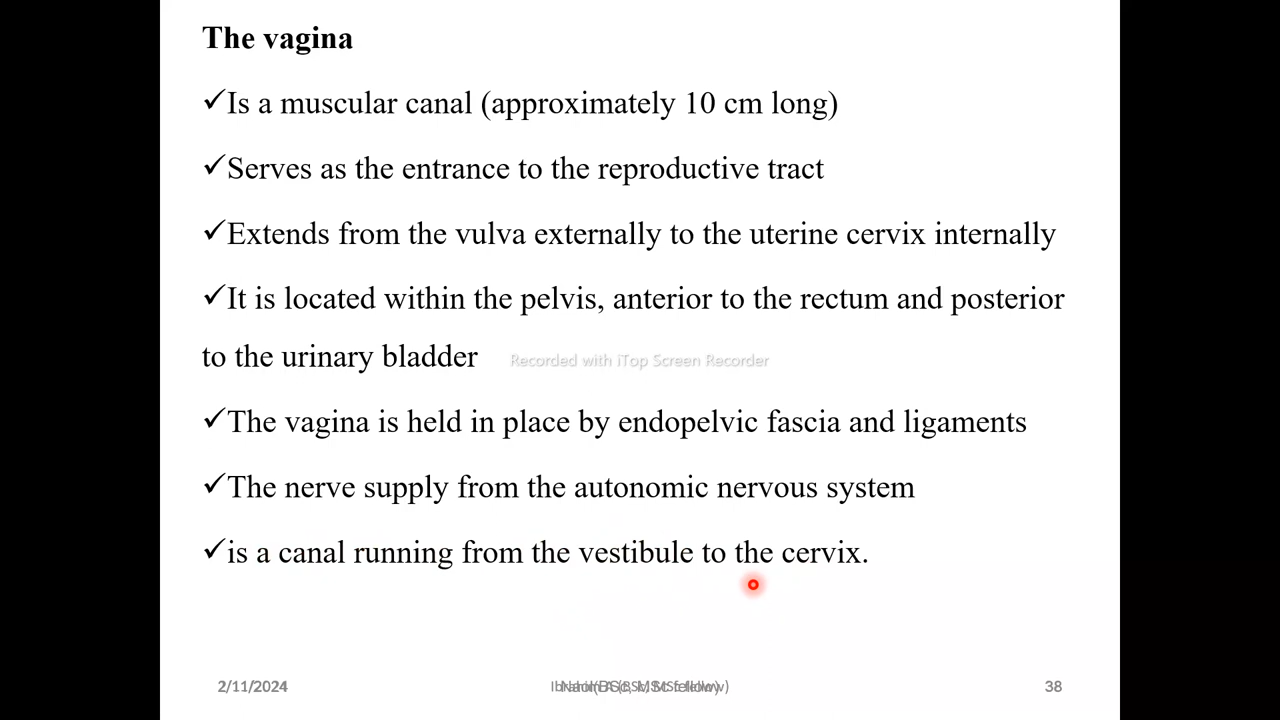 The vagina
✓Is a muscular canal (approximately 10 cm long)
✓Serves as the entrance to the reproductive tract
✓Extends from the vulva externally to the uterine cervix internally
✓It is located within the pelvis, anterior to the rectum and posterior
to the urinary bladder
Recorded with iTop Screen Recorder
✓The vagina is held in place by endopelvic fascia and ligaments
✓The nerve supply from the autonomic nervous system
✓is a canal running from the vestibule to the cervix.
2/11/2024
38